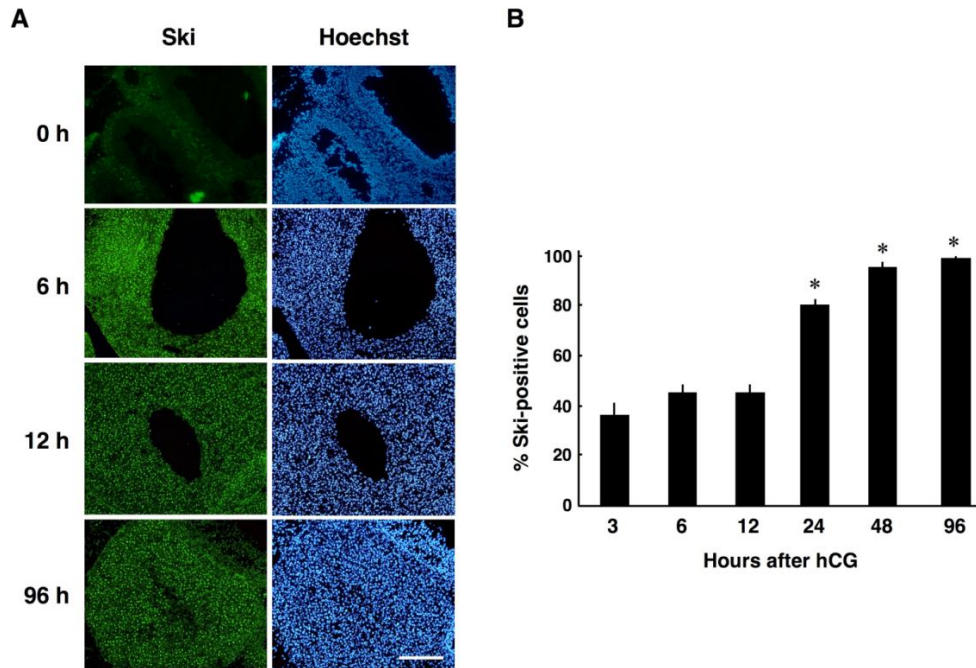 A
Ski Hoechst
0 h
6 h
12 h
96 h
B
% Ski-positive cells
100
80
60
40
20
0
* * *
3 6 12 24 48 96
Hours after hCG